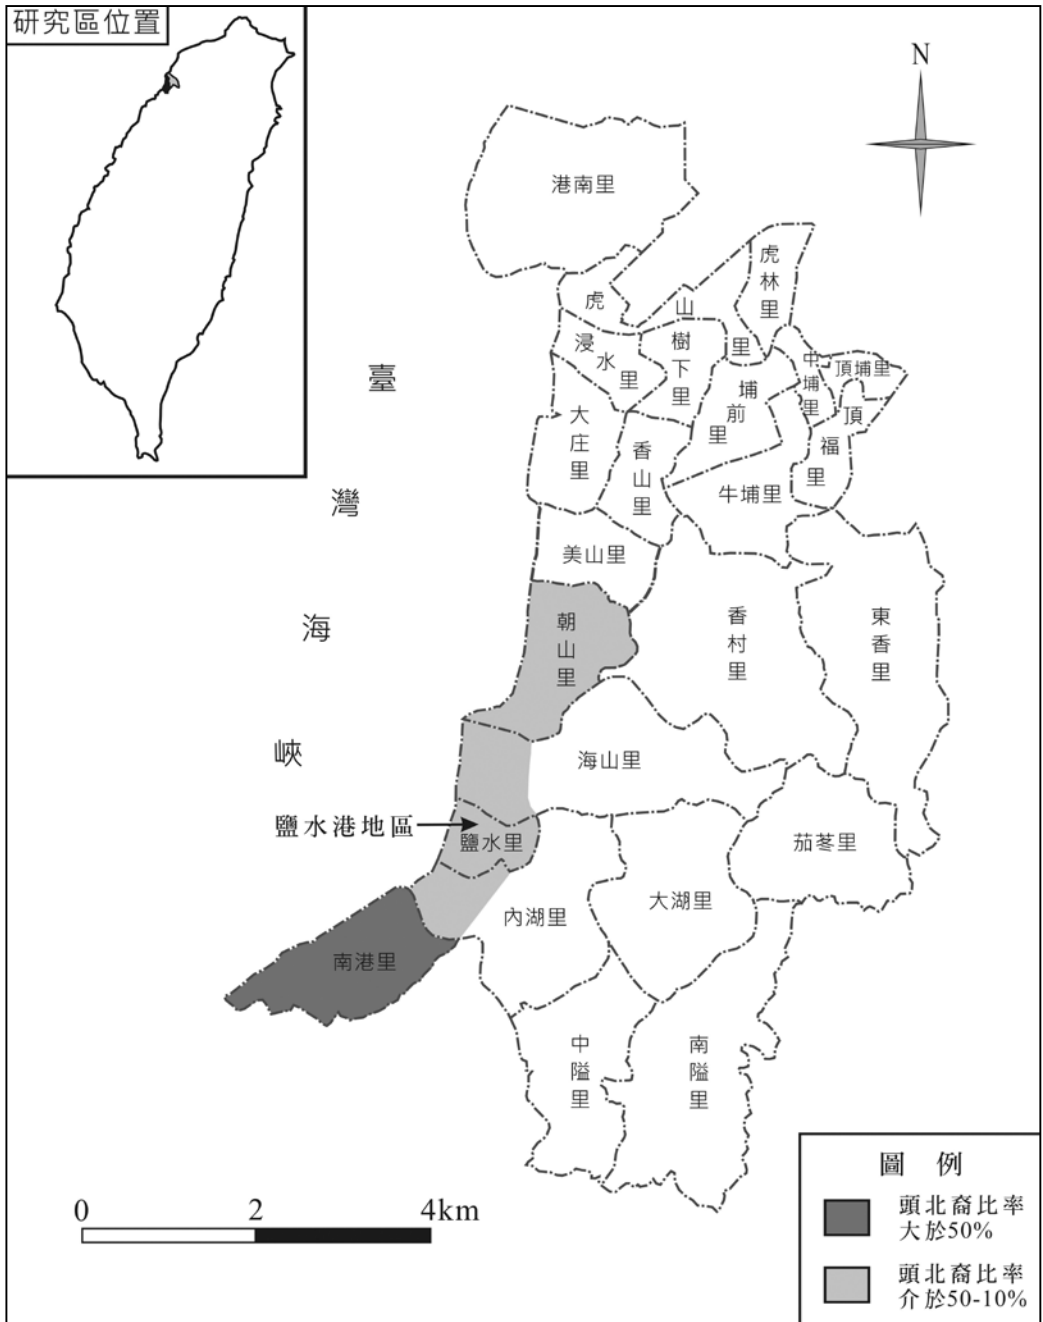 研究區位置
N
港南里
虎山里
虎林里
浸水里
樹下里
中埔里
頂埔里
埔前里
頂福里
大庄里
香山里
牛埔里
美山里
朝山里
香村里
東香里
海山里
鹽水港地區
鹽水里
茄苳里
大湖里
內湖里
南港里
中隘里
南隘里
臺灣海峽
0 2 4km
圖 例
頭北裔比率
大於50%
頭北裔比率
介於50-10%